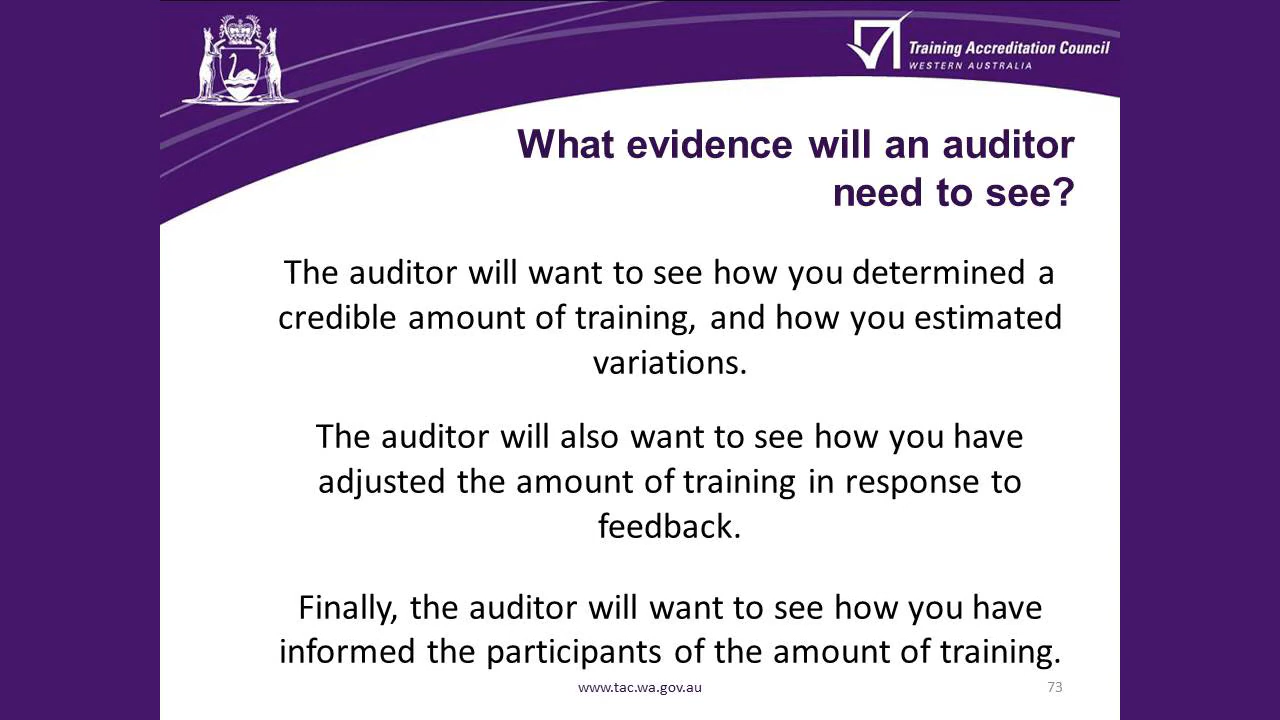 Training Accreditation Council
WESTERN AUSTRALIA
What evidence will an auditor
need to see?
The auditor will want to see how you determined a
credible amount of training, and how you estimated
variations.
The auditor will also want to see how you have
adjusted the amount of training in response to
feedback.
Finally, the auditor will want to see how you have
informed the participants of the amount of training.
www.tac.wa.gov.au
73